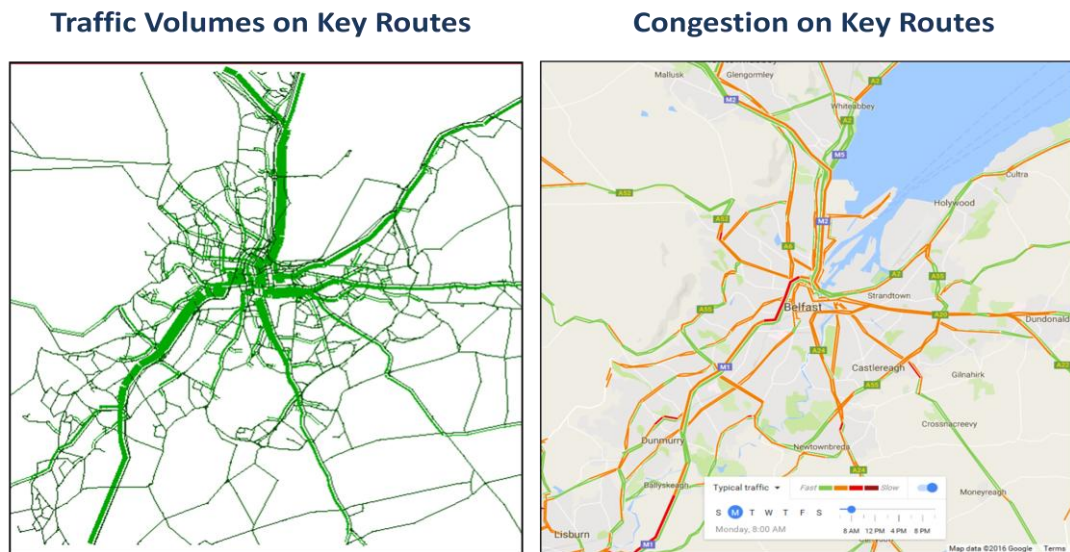 Traffic Volumes on Key Routes
Congestion on Key Routes
Mallusk
Glengormley
A2
M2
Whiteabbey
A2
M5
Cultra
A52
Holywood
A52
M2
A6
A2
A55
Strandtown
Belfast
A55
A20
Dundonald
A24
M1
A22
Castlereagh
Gilnahirk
A55
Crossnacreevy
Dunmurry
Newtownbreda
A24
Ballyskeagh
Typical traffic
Fast
Slow
Moneyreagh
S M T W T F S
Monday, 8:00 AM
8 AM 12 PM 4 PM 8 PM
Lisburn
M1
Map data ©2016 Google Terms